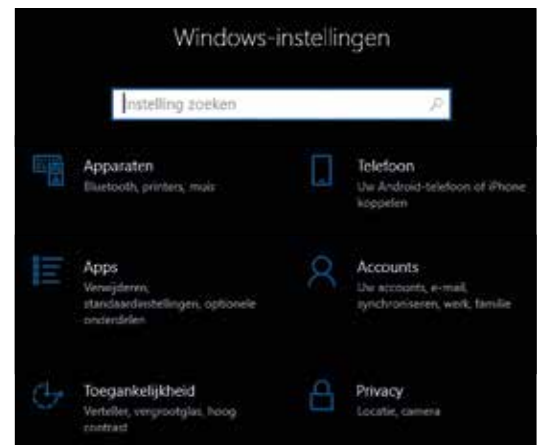 Windows-instellingen
Instelling zoeken
Apparaten
Bluetooth, printers, muis
Telefoon
Uw Android-telefoon of iPhone
koppelen
Apps
Verwijderen,
standaardinstellingen, optionele
onderdelen
Accounts
Uw accounts, e-mail,
synchroniseren, werk, familie
Toegankelijkheid
Verteller, vergrootglas, hoog
contrast
Privacy
Locatie, camera